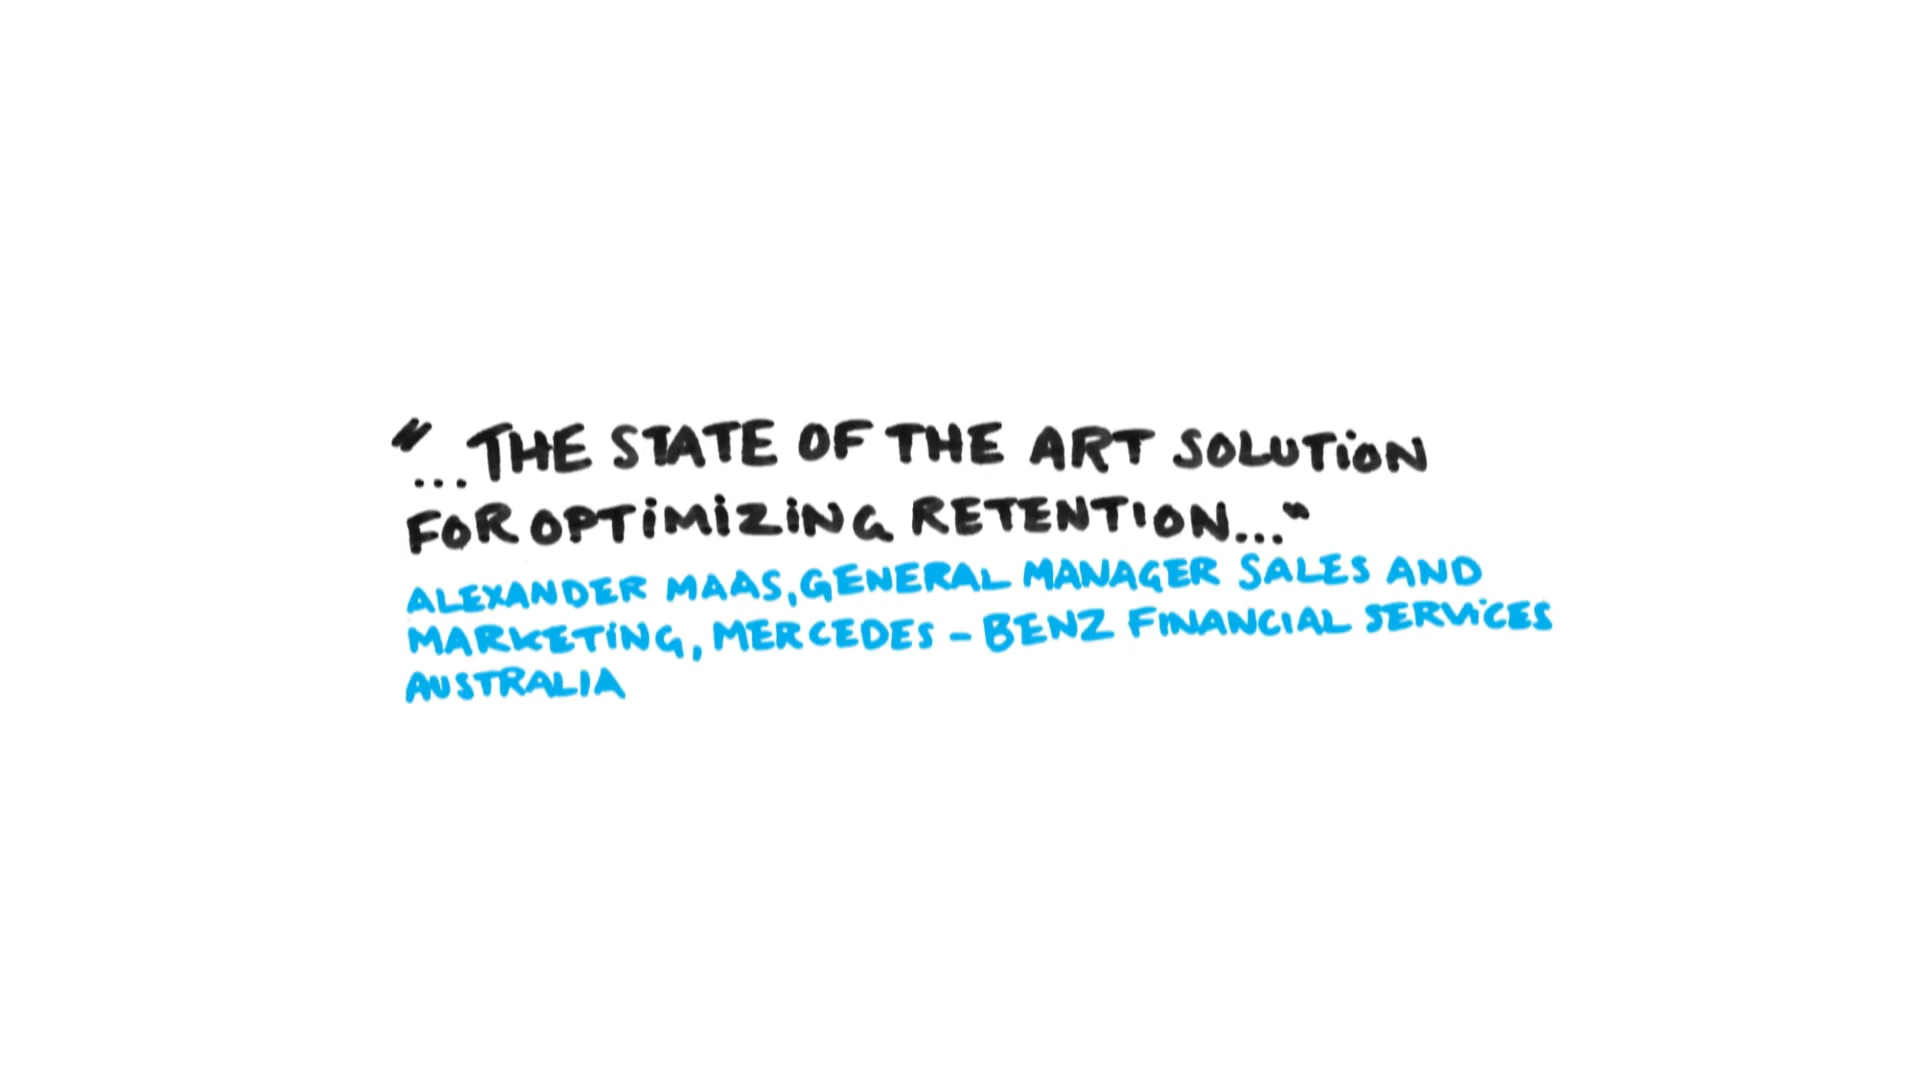 "...THE STATE OF THE ART SOLUTION
FOR OPTIMIZING RETENTION..."
ALEXANDER MAAS, GENERAL MANAGER SALES AND
MARKETING, MERCEDES - BENZ FINANCIAL SERVICES
AUSTRALIA